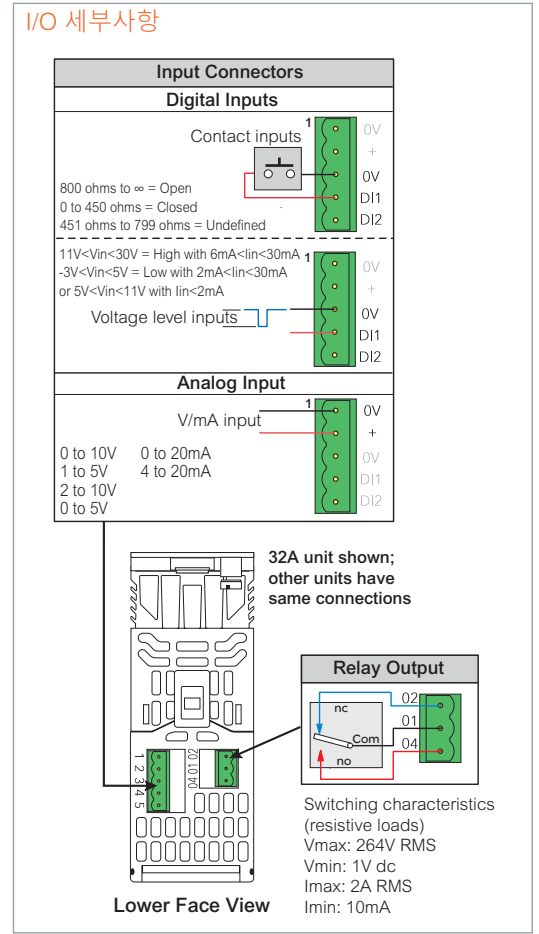 I/O 세부사항
Input Connectors
Digital Inputs
Contact inputs
1
0V
+
0V
DI1
DI2
800 ohms to ∞ = Open
0 to 450 ohms = Closed
451 ohms to 799 ohms = Undefined
11V<Vin<30V = High with 6mA<Iin<30mA
-3V<Vin<5V = Low with 2mA<Iin<30mA
or 5V<Vin<11V with Iin<2mA
Voltage level inputs
1
0V
+
0V
DI1
DI2
Analog Input
V/mA input
1
0V
+
0V
DI1
DI2
0 to 10V 0 to 20mA
1 to 5V 4 to 20mA
2 to 10V
0 to 5V
32A unit shown;
other units have
same connections
1 2 3 4 5
04 01 02
Lower Face View
Relay Output
nc
Com
no
02
01
04
Switching characteristics
(resistive loads)
Vmax: 264V RMS
Vmin: 1V dc
Imax: 2A RMS
Imin: 10mA